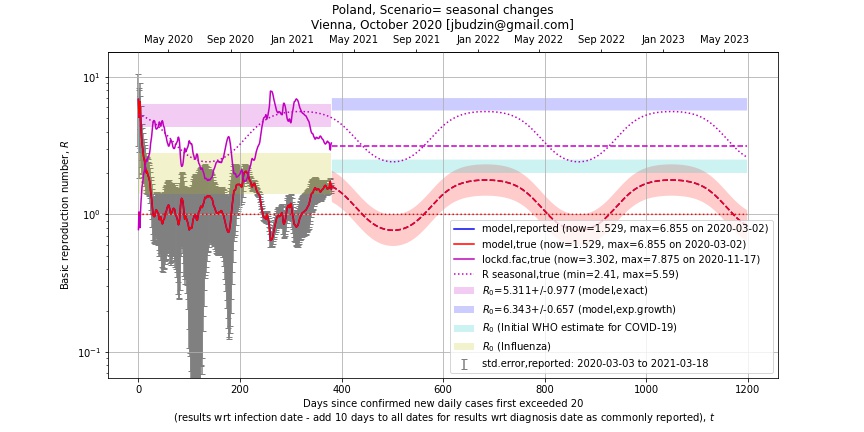 Poland, Scenario= seasonal changes
Vienna, October 2020 [jbudzin@gmail.com]
May 2020 Sep 2020 Jan 2021 May 2021 Sep 2021 Jan 2022 May 2022 Sep 2022 Jan 2023 May 2023
Basic reproduction number, R
10¹
10⁰
10⁻¹
model,reported (now=1.529, max=6.855 on 2020-03-02)
model,true (now=1.529, max=6.855 on 2020-03-02)
lockd.fac,true (now=3.302, max=7.875 on 2020-11-17)
R seasonal,true (min=2.41, max=5.59)
R₀=5.311+/-0.977 (model,exact)
R₀=6.343+/-0.657 (model,exp.growth)
R₀ (Initial WHO estimate for COVID-19)
R₀ (Influenza)
std.error,reported: 2020-03-03 to 2021-03-18
0 200 400 600 800 1000 1200
Days since confirmed new daily cases first exceeded 20
(results wrt infection date - add 10 days to all dates for results wrt diagnosis date as commonly reported), t